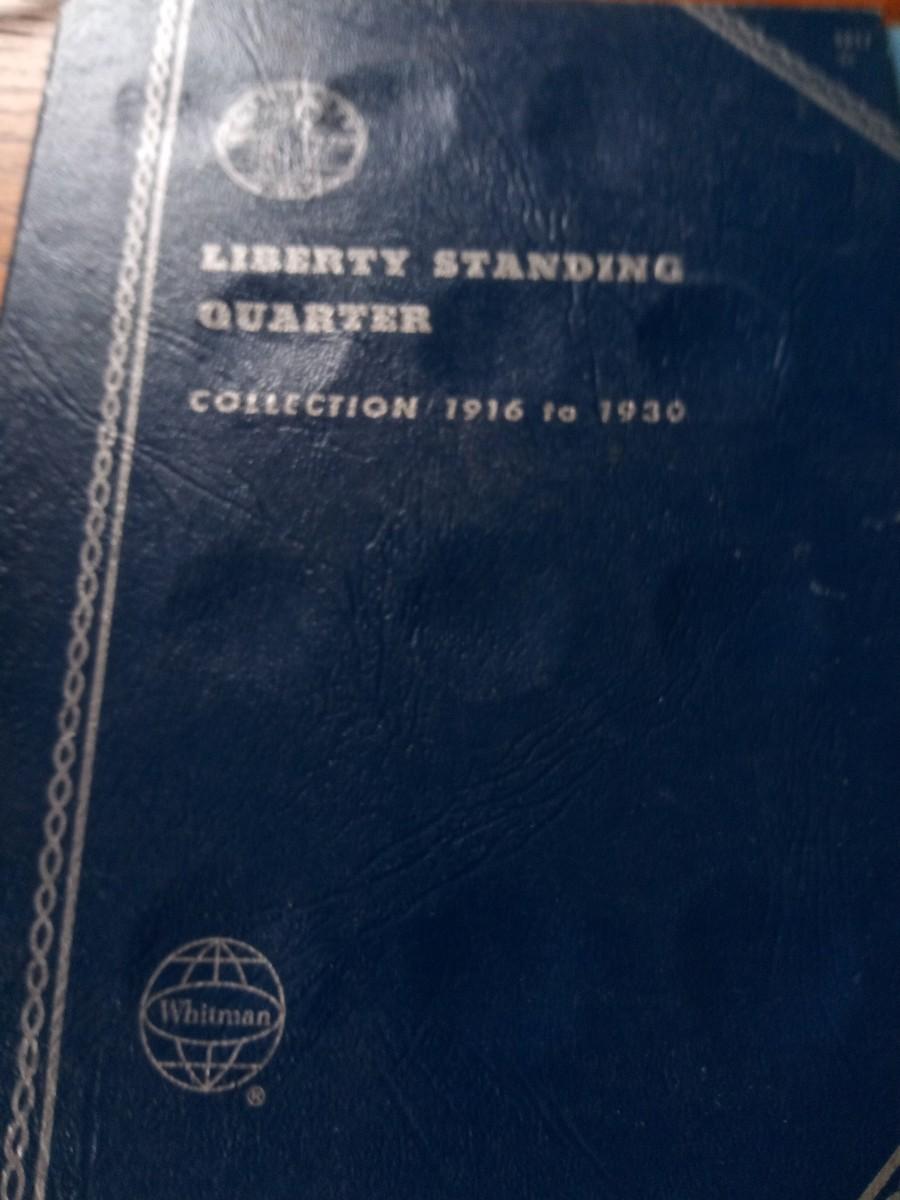 LIBERTY STANDING
QUARTER
COLLECTION 1916 to 1930
Whitman
®